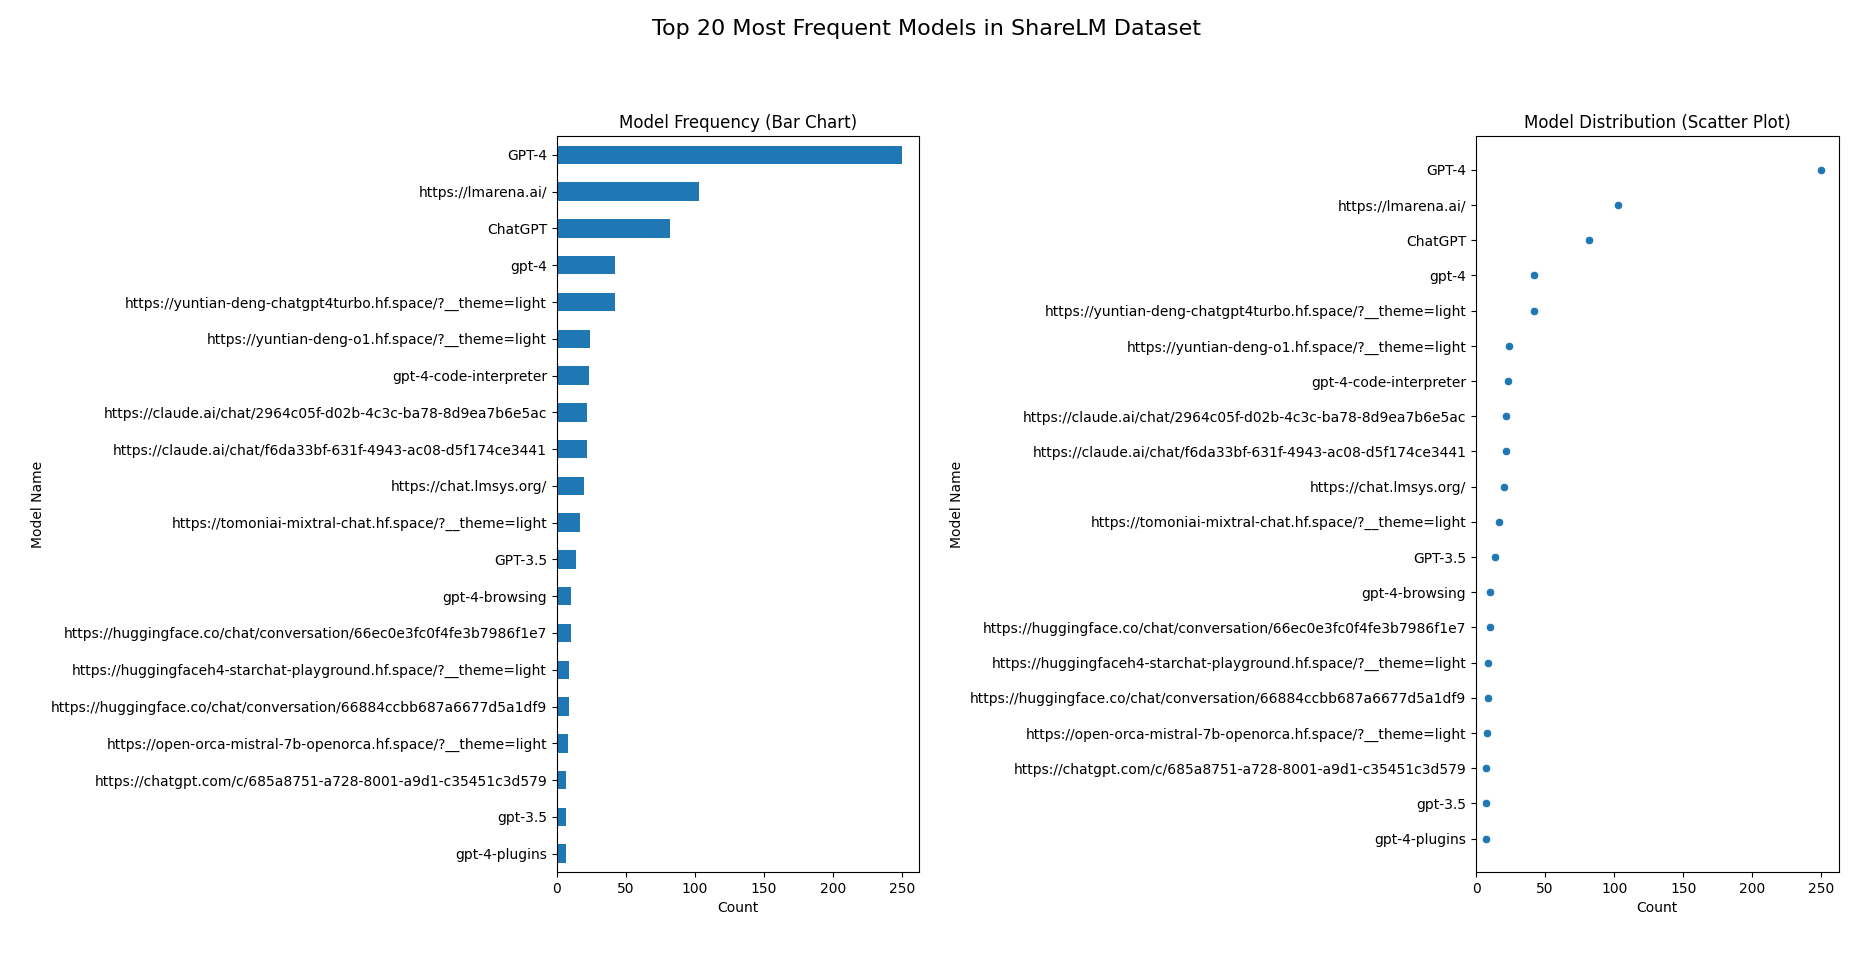 Top 20 Most Frequent Models in ShareLM Dataset
Model Frequency (Bar Chart)
Model Name
GPT-4
https://lmarena.ai/
ChatGPT
gpt-4
https://yuntian-deng-chatgpt4turbo.hf.space/?__theme=light
https://yuntian-deng-o1.hf.space/?__theme=light
gpt-4-code-interpreter
https://claude.ai/chat/2964c05f-d02b-4c3c-ba78-8d9ea7b6e5ac
https://claude.ai/chat/f6da33bf-631f-4943-ac08-d5f174ce3441
https://chat.lmsys.org/
https://tomoniai-mixtral-chat.hf.space/?__theme=light
GPT-3.5
gpt-4-browsing
https://huggingface.co/chat/conversation/66ec0e3fc0f4fe3b7986f1e7
https://huggingfaceh4-starchat-playground.hf.space/?__theme=light
https://huggingface.co/chat/conversation/66884ccbb687a6677d5a1df9
https://open-orca-mistral-7b-openorca.hf.space/?__theme=light
https://chatgpt.com/c/685a8751-a728-8001-a9d1-c35451c3d579
gpt-3.5
gpt-4-plugins
0 50 100 150 200 250
Count
Model Distribution (Scatter Plot)
Model Name
GPT-4
https://lmarena.ai/
ChatGPT
gpt-4
https://yuntian-deng-chatgpt4turbo.hf.space/?__theme=light
https://yuntian-deng-o1.hf.space/?__theme=light
gpt-4-code-interpreter
https://claude.ai/chat/2964c05f-d02b-4c3c-ba78-8d9ea7b6e5ac
https://claude.ai/chat/f6da33bf-631f-4943-ac08-d5f174ce3441
https://chat.lmsys.org/
https://tomoniai-mixtral-chat.hf.space/?__theme=light
GPT-3.5
gpt-4-browsing
https://huggingface.co/chat/conversation/66ec0e3fc0f4fe3b7986f1e7
https://huggingfaceh4-starchat-playground.hf.space/?__theme=light
https://huggingface.co/chat/conversation/66884ccbb687a6677d5a1df9
https://open-orca-mistral-7b-openorca.hf.space/?__theme=light
https://chatgpt.com/c/685a8751-a728-8001-a9d1-c35451c3d579
gpt-3.5
gpt-4-plugins
0 50 100 150 200 250
Count